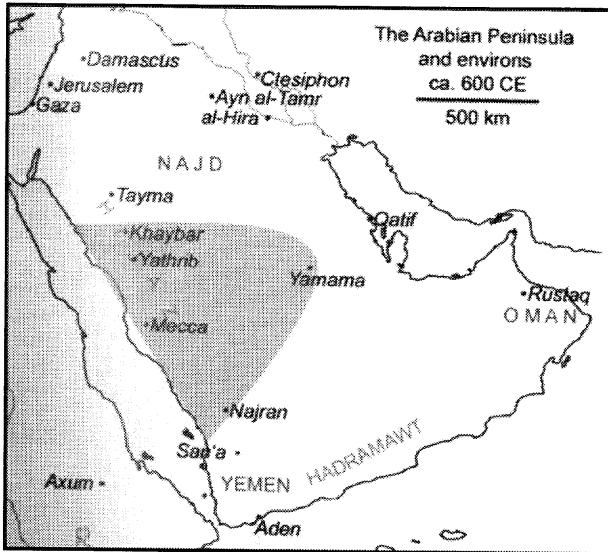 The Arabian Peninsula
and environs
ca. 600 CE
500 km
Damascus
Jerusalem
Gaza
Ctesiphon
Ayn al-Tamr
al-Hira
NAJD
Tayma
Khaybar
Yathrib
Mecca
Yamama
Qatif
Rustaq
OMAN
Najran
San'a
YEMEN
HADRAMAWT
Axum
Aden